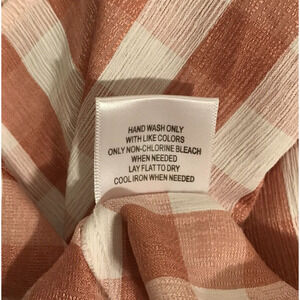 HAND WASH ONLY
WITH LIKE COLORS
ONLY NON-CHLORINE BLEACH
WHEN NEEDED
LAY FLAT TO DRY
COOL IRON WHEN NEEDED